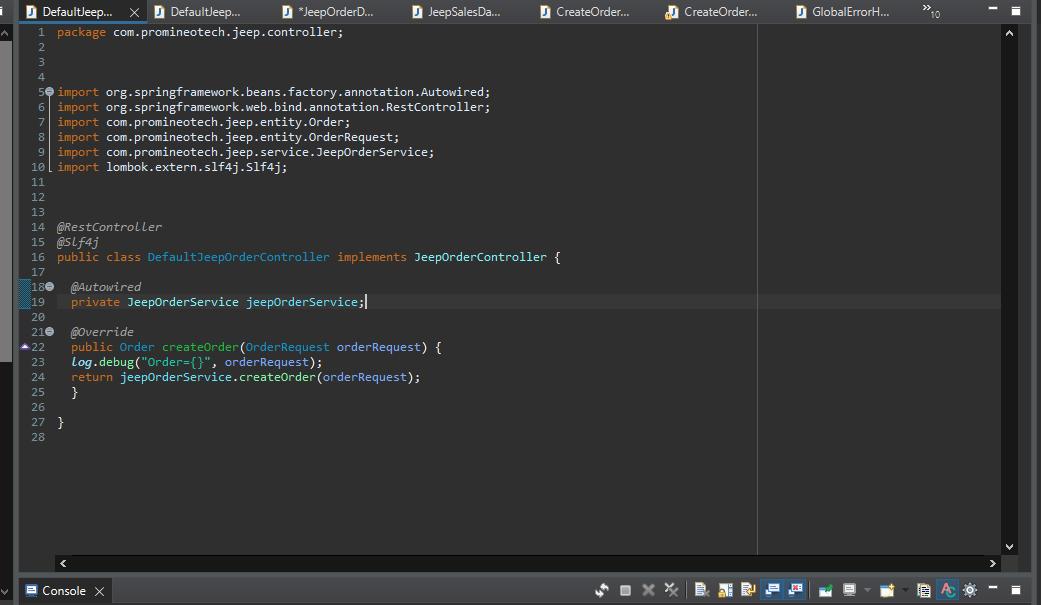 DefaultJeep... DefaultJeep... *JeepOrderD... JeepSalesDa... CreateOrder... CreateOrder... GlobalErrorH... »10
1 package com.promineotech.jeep.controller;
2
3
4
5 import org.springframework.beans.factory.annotation.Autowired;
6 import org.springframework.web.bind.annotation.RestController;
7 import com.promineotech.jeep.entity.Order;
8 import com.promineotech.jeep.entity.OrderRequest;
9 import com.promineotech.jeep.service.JeepOrderService;
10 import lombok.extern.slf4j.Slf4j;
11
12
13
14 @RestController
15 @Slf4j
16 public class DefaultJeepOrderController implements JeepOrderController {
17
18 @Autowired
19 private JeepOrderService jeepOrderService;
20
21 @Override
22 public Order createOrder(OrderRequest orderRequest) {
23 log.debug("Order={}", orderRequest);
24 return jeepOrderService.createOrder(orderRequest);
25 }
26
27 }
28
Console